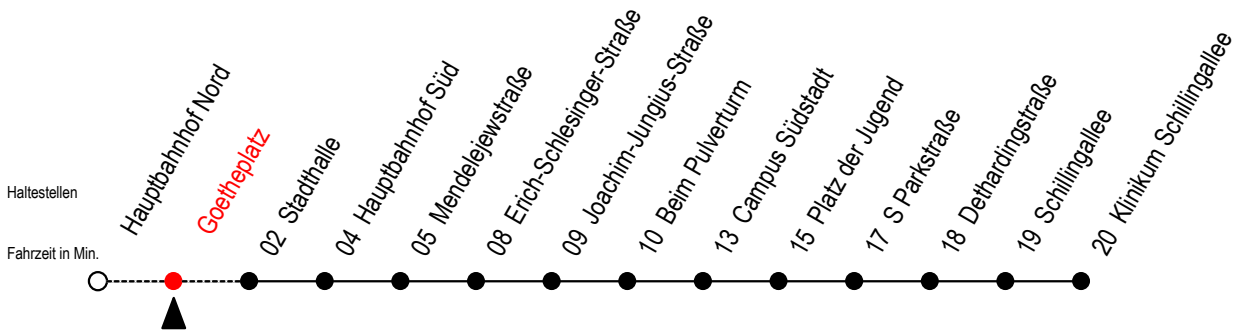 Haltestellen
Fahrzeit in Min.
Hauptbahnhof Nord
Goetheplatz
02 Stadthalle
04 Hauptbahnhof Süd
05 Mendelejewstraße
08 Erich-Schlesinger-Straße
09 Joachim-Jungius-Straße
10 Beim Pulverturm
13 Campus Südstadt
15 Platz der Jugend
17 S Parkstraße
18 Dethardingstraße
19 Schillingallee
20 Klinikum Schillingallee